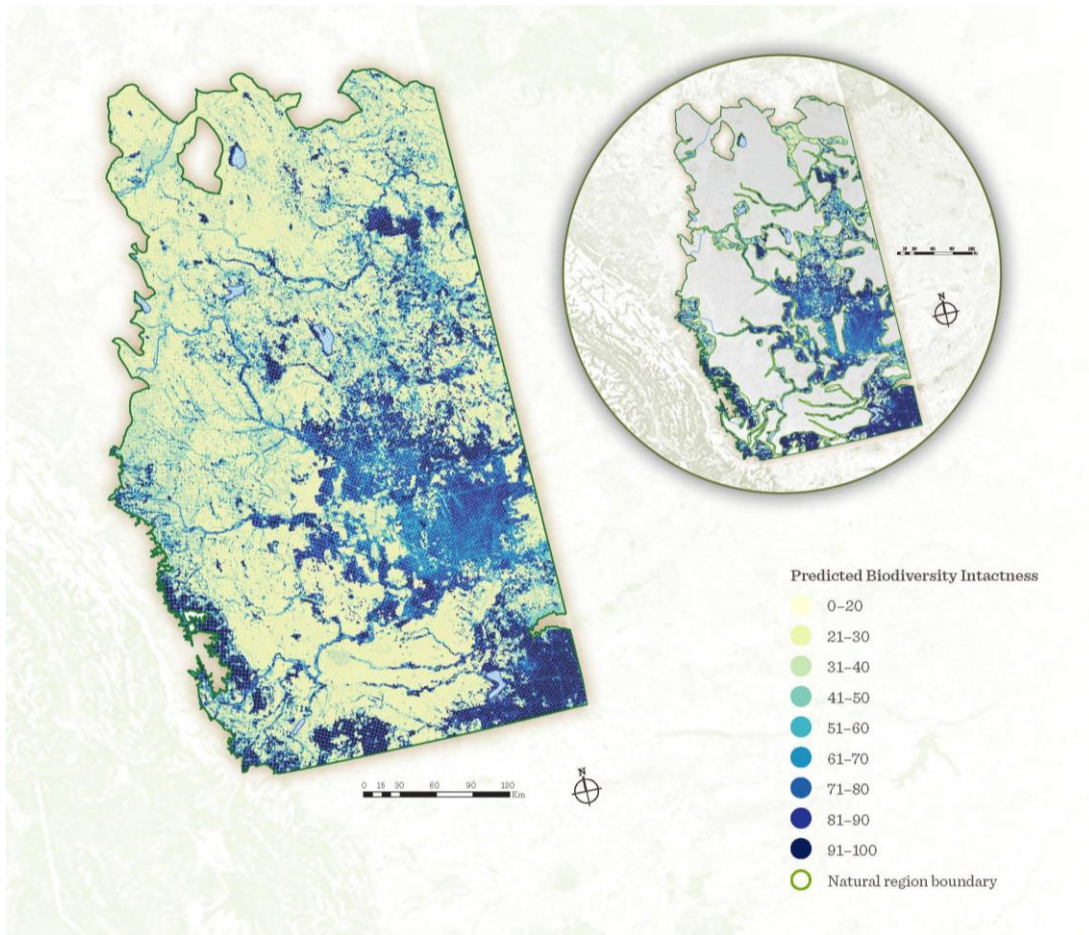 N
Predicted Biodiversity Intactness
0–20
21–30
31–40
41–50
51–60
61–70
71–80
81–90
91–100
Natural region boundary
N
0 15 30 60 90 120
Km